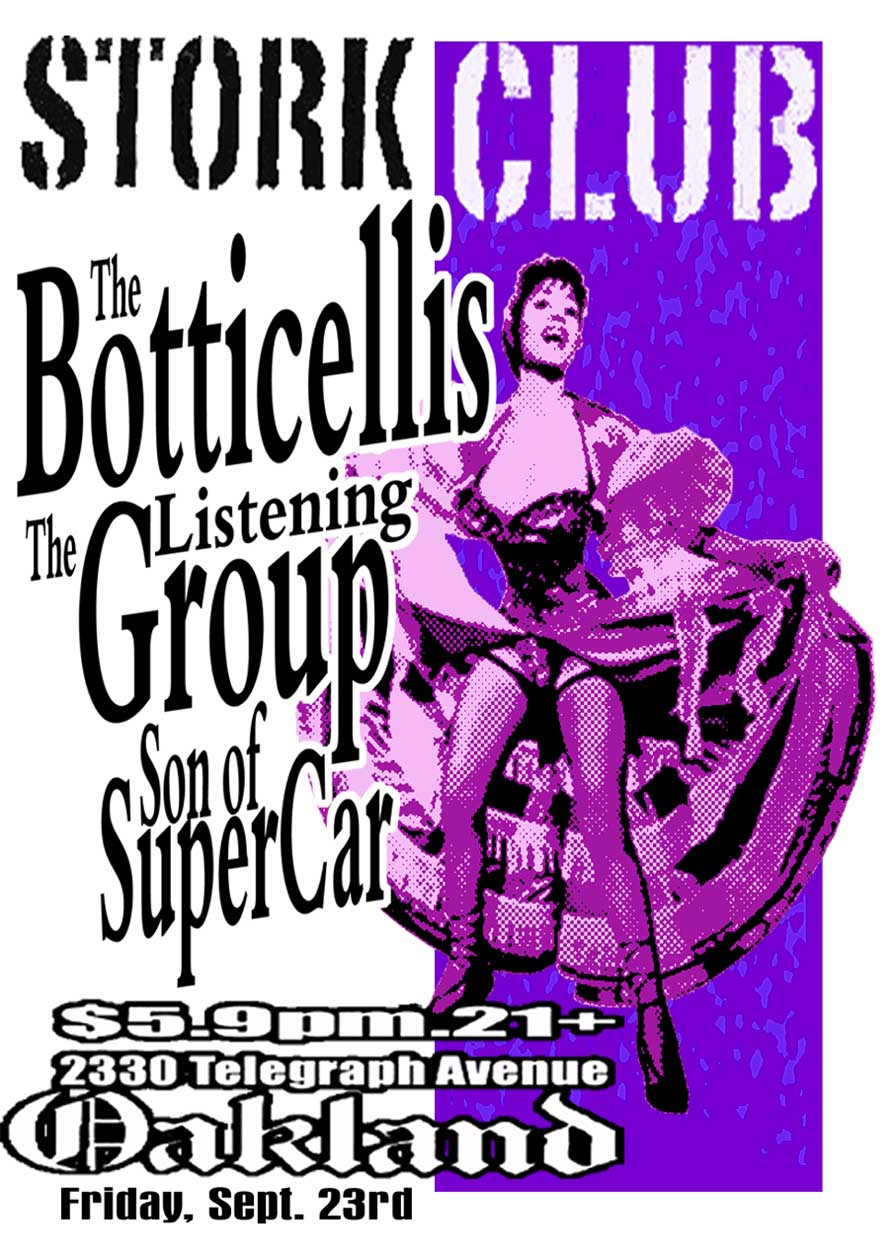 STORK CLUB
The
Botticellis
The Listening
Group
Son of
SuperCar
$5.9pm.21+
2330 Telegraph Avenue
Oakland
Friday, Sept. 23rd